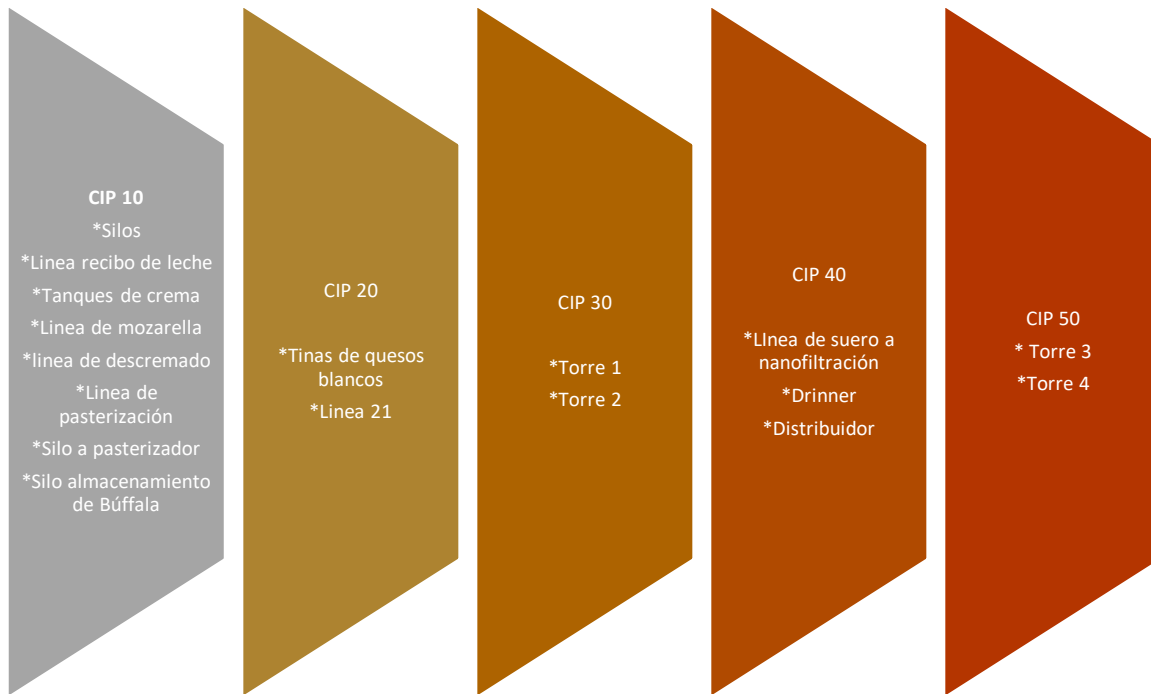 CIP 10
*Silos
*Linea recibo de leche
*Tanques de crema
*Linea de mozarella
*linea de descremado
*Linea de
pasterización
*Silo a pasterizador
*Silo almacenamiento
de Búffala
CIP 20
*Tinas de quesos
blancos
*Linea 21
CIP 30
*Torre 1
*Torre 2
CIP 40
*LInea de suero a
nanofiltración
*Drinner
*Distribuidor
CIP 50
* Torre 3
*Torre 4